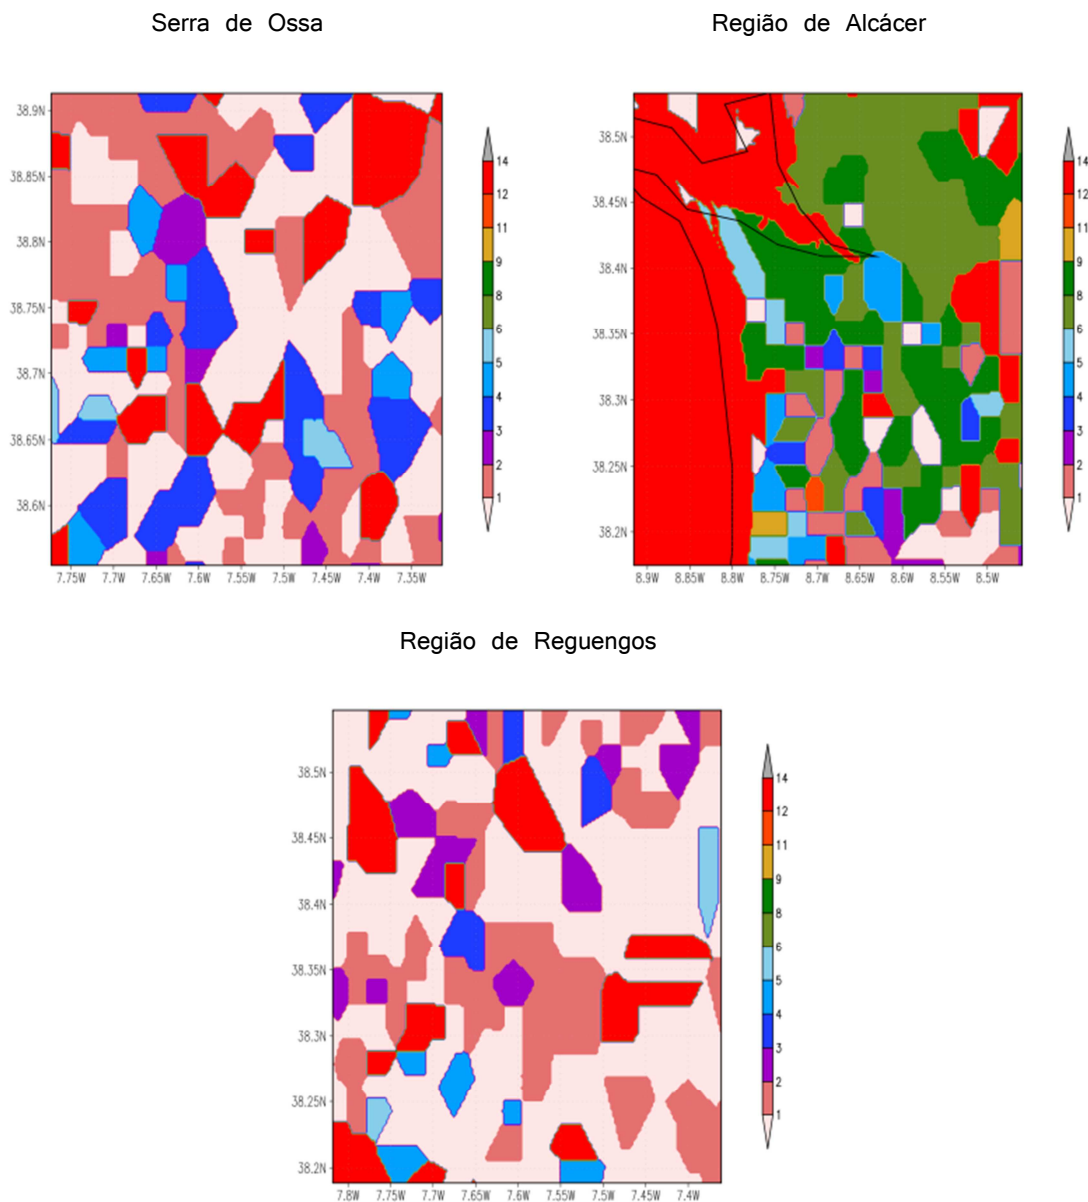 Serra de Ossa
Região de Alcácer
38.9N
38.85N
38.8N
38.75N
38.7N
38.65N
38.6N
7.75W 7.7W 7.65W 7.6W 7.55W 7.5W 7.45W 7.4W 7.35W
14
12
11
9
8
6
5
4
3
2
1
38.5N
38.45N
38.4N
38.35N
38.3N
38.25N
38.2N
8.9W 8.85W 8.8W 8.75W 8.7W 8.65W 8.6W 8.55W 8.5W
14
12
11
9
8
6
5
4
3
2
1
Região de Reguengos
38.5N
38.45N
38.4N
38.35N
38.3N
38.25N
38.2N
7.8W 7.75W 7.7W 7.65W 7.6W 7.55W 7.5W 7.45W 7.4W
14
12
11
9
8
6
5
4
3
2
1